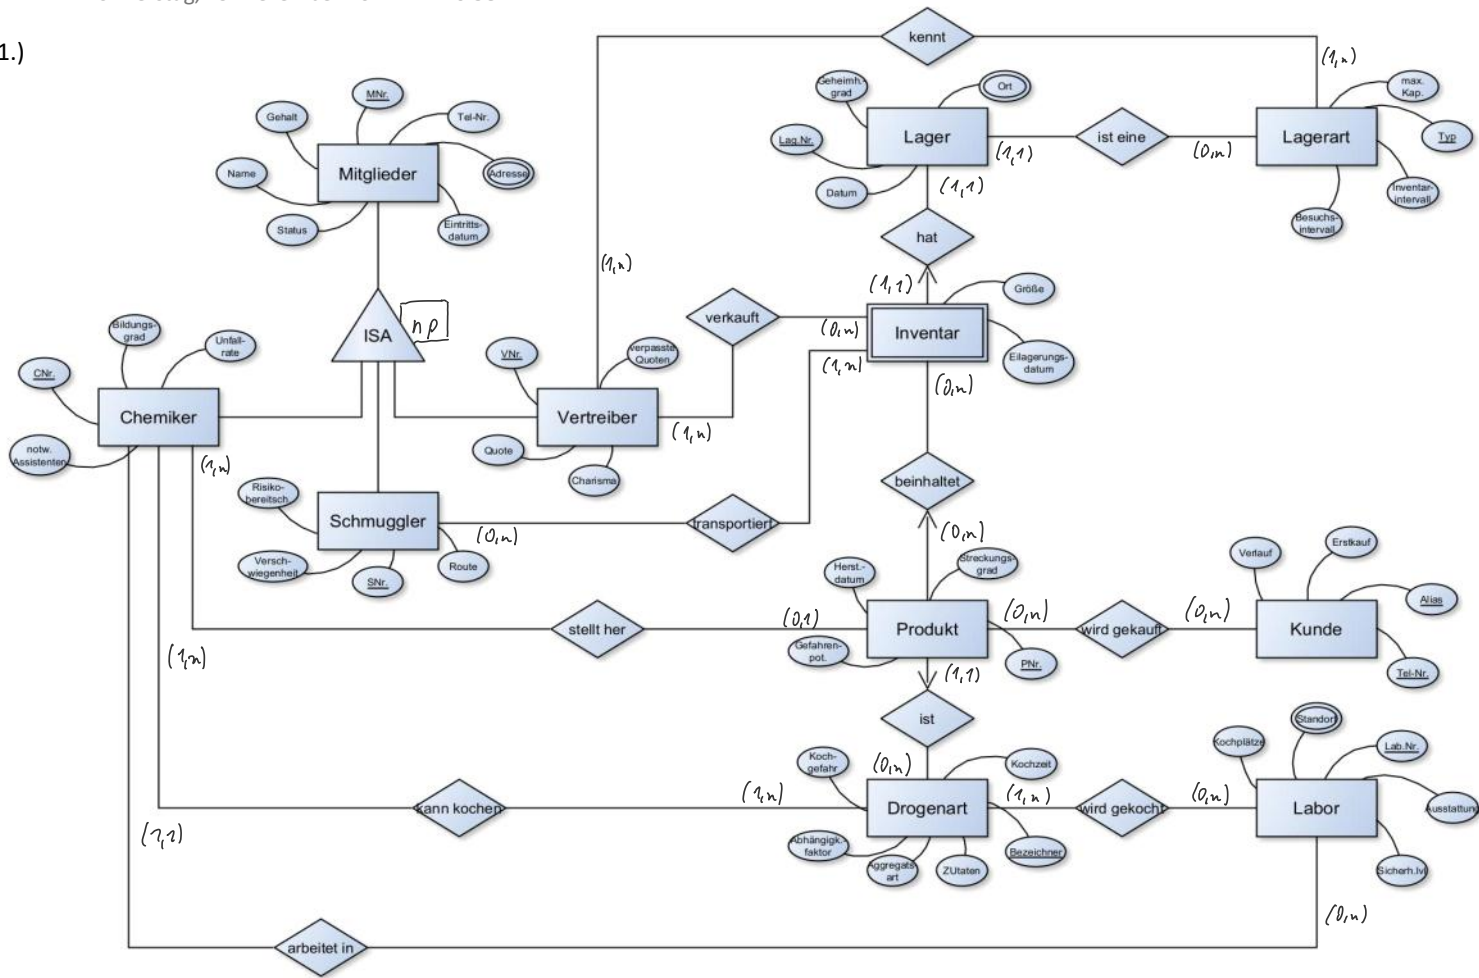 1.)
kennt
(1,n)
Geheimh.-
grad
Ort
max.
Kap.
MNr.
Gehalt
Tel-Nr.
Lager
ist eine
Lagerart
Lag.Nr.
Typ
(1,1)
(0,n)
Mitglieder
Name
Adresse
Datum
(1,1)
Inventar-
intervall
Status
Eintritts-
datum
Besuchs-
intervall
hat
(1,n)
(1,1)
Größe
Bildungs-
grad
Unfall-
rate
ISA
np
verkauft
(0,n)
Inventar
VNr.
verpasste
Quoten
(1,n)
Eilagerungs-
datum
CNr.
(0,n)
Chemiker
Vertreiber
(1,n)
notw.
Assistenten
(1,n)
Quote
Charisma
beinhaltet
Risiko-
bereitsch.
Schmuggler
(0,n)
transportiert
(0,n)
Versch-
wiegenheit
SNr.
Route
Herst.-
datum
Streckungs-
grad
Verlauf
Erstkauf
Alias
stellt her
(0,1)
Produkt
(0,n)
wird gekauft
(0,n)
Kunde
(1,n)
Gefahren-
pot.
(1,1)
PNr.
Tel-Nr.
ist
Standort
Koch-
gefahr
(0,n)
Kochzeit
Kochplätze
Lab.Nr.
kann kochen
(1,n)
Drogenart
(1,n)
wird gekocht
(0,n)
Labor
Ausstattung
(1,1)
Abhängigk.-
faktor
Aggregats
art
ZUtaten
Bezeichner
Sicherh.lvl
(0,n)
arbeitet in